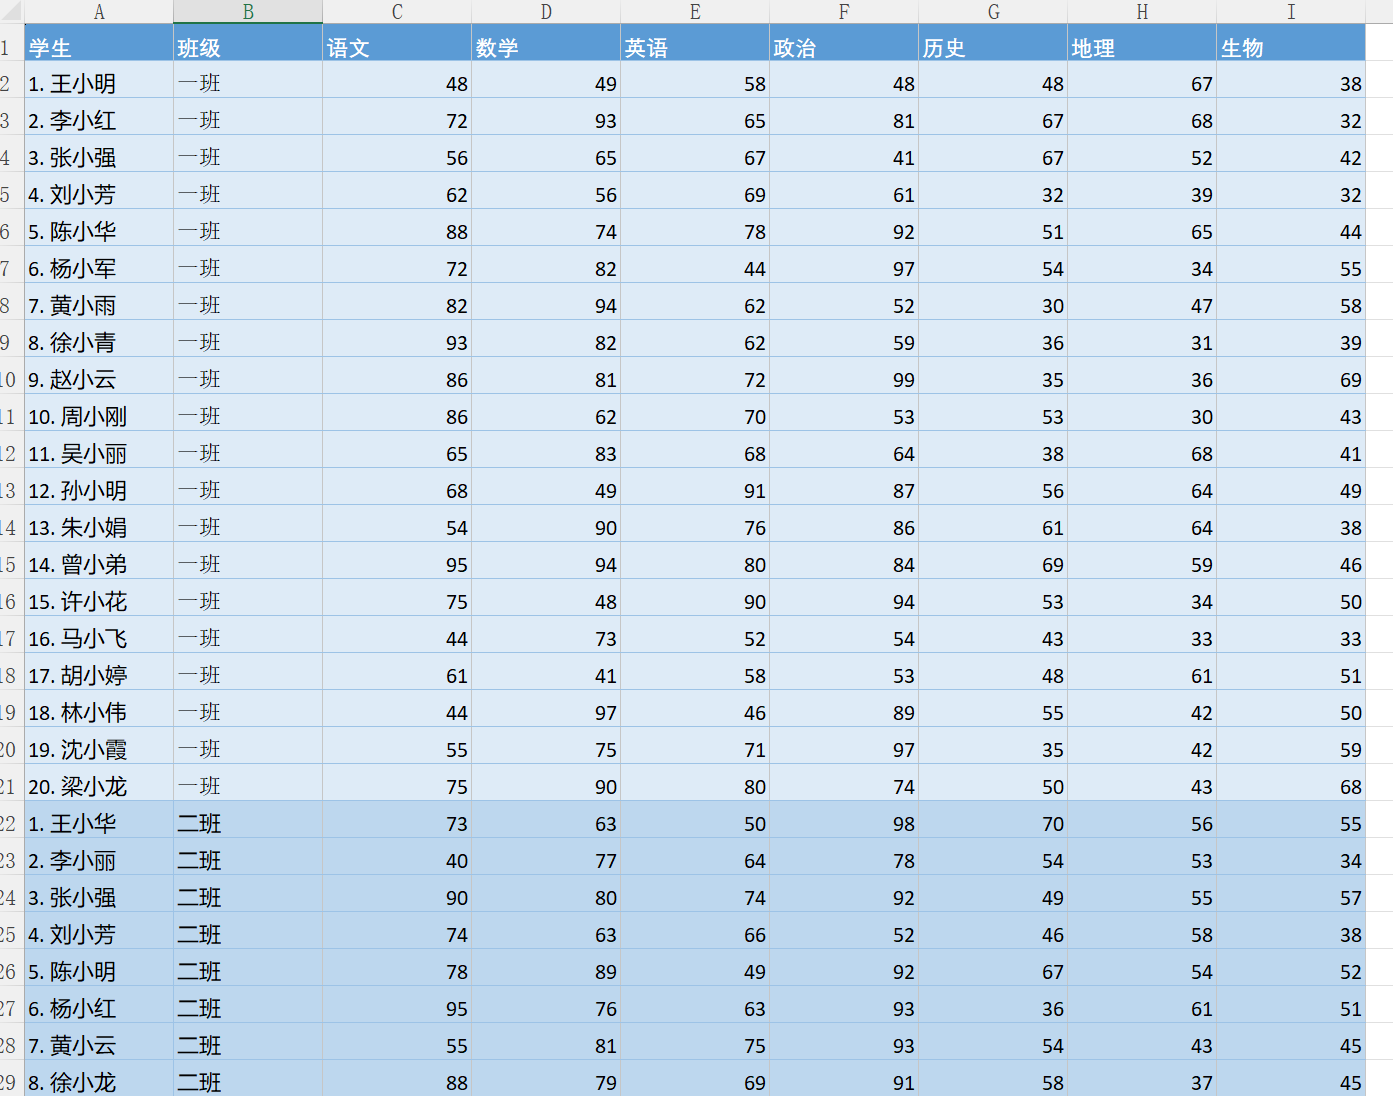 A B C D E F G H I
1 学生 班级 语文 数学 英语 政治 历史 地理 生物
2 1. 王小明 一班 48 49 58 48 48 67 38
3 2. 李小红 一班 72 93 65 81 67 68 32
4 3. 张小强 一班 56 65 67 41 67 52 42
5 4. 刘小芳 一班 62 56 69 61 32 39 32
6 5. 陈小华 一班 88 74 78 92 51 65 44
7 6. 杨小军 一班 72 82 44 97 54 34 55
8 7. 黄小雨 一班 82 94 62 52 30 47 58
9 8. 徐小青 一班 93 82 62 59 36 31 39
10 9. 赵小云 一班 86 81 72 99 35 36 69
11 10. 周小刚 一班 86 62 70 53 53 30 43
12 11. 吴小丽 一班 65 83 68 64 38 68 41
13 12. 孙小明 一班 68 49 91 87 56 64 49
14 13. 朱小娟 一班 54 90 76 86 61 64 38
15 14. 曾小弟 一班 95 94 80 84 69 59 46
16 15. 许小花 一班 75 48 90 94 53 34 50
17 16. 马小飞 一班 44 73 52 54 43 33 33
18 17. 胡小婷 一班 61 41 58 53 48 61 51
19 18. 林小伟 一班 44 97 46 89 55 42 50
20 19. 沈小霞 一班 55 75 71 97 35 42 59
21 20. 梁小龙 一班 75 90 80 74 50 43 68
22 1. 王小华 二班 73 63 50 98 70 56 55
23 2. 李小丽 二班 40 77 64 78 54 53 34
24 3. 张小强 二班 90 80 74 92 49 55 57
25 4. 刘小芳 二班 74 63 66 52 46 58 38
26 5. 陈小明 二班 78 89 49 92 67 54 52
27 6. 杨小红 二班 95 76 63 93 36 61 51
28 7. 黄小云 二班 55 81 75 93 54 43 45
29 8. 徐小龙 二班 88 79 69 91 58 37 45